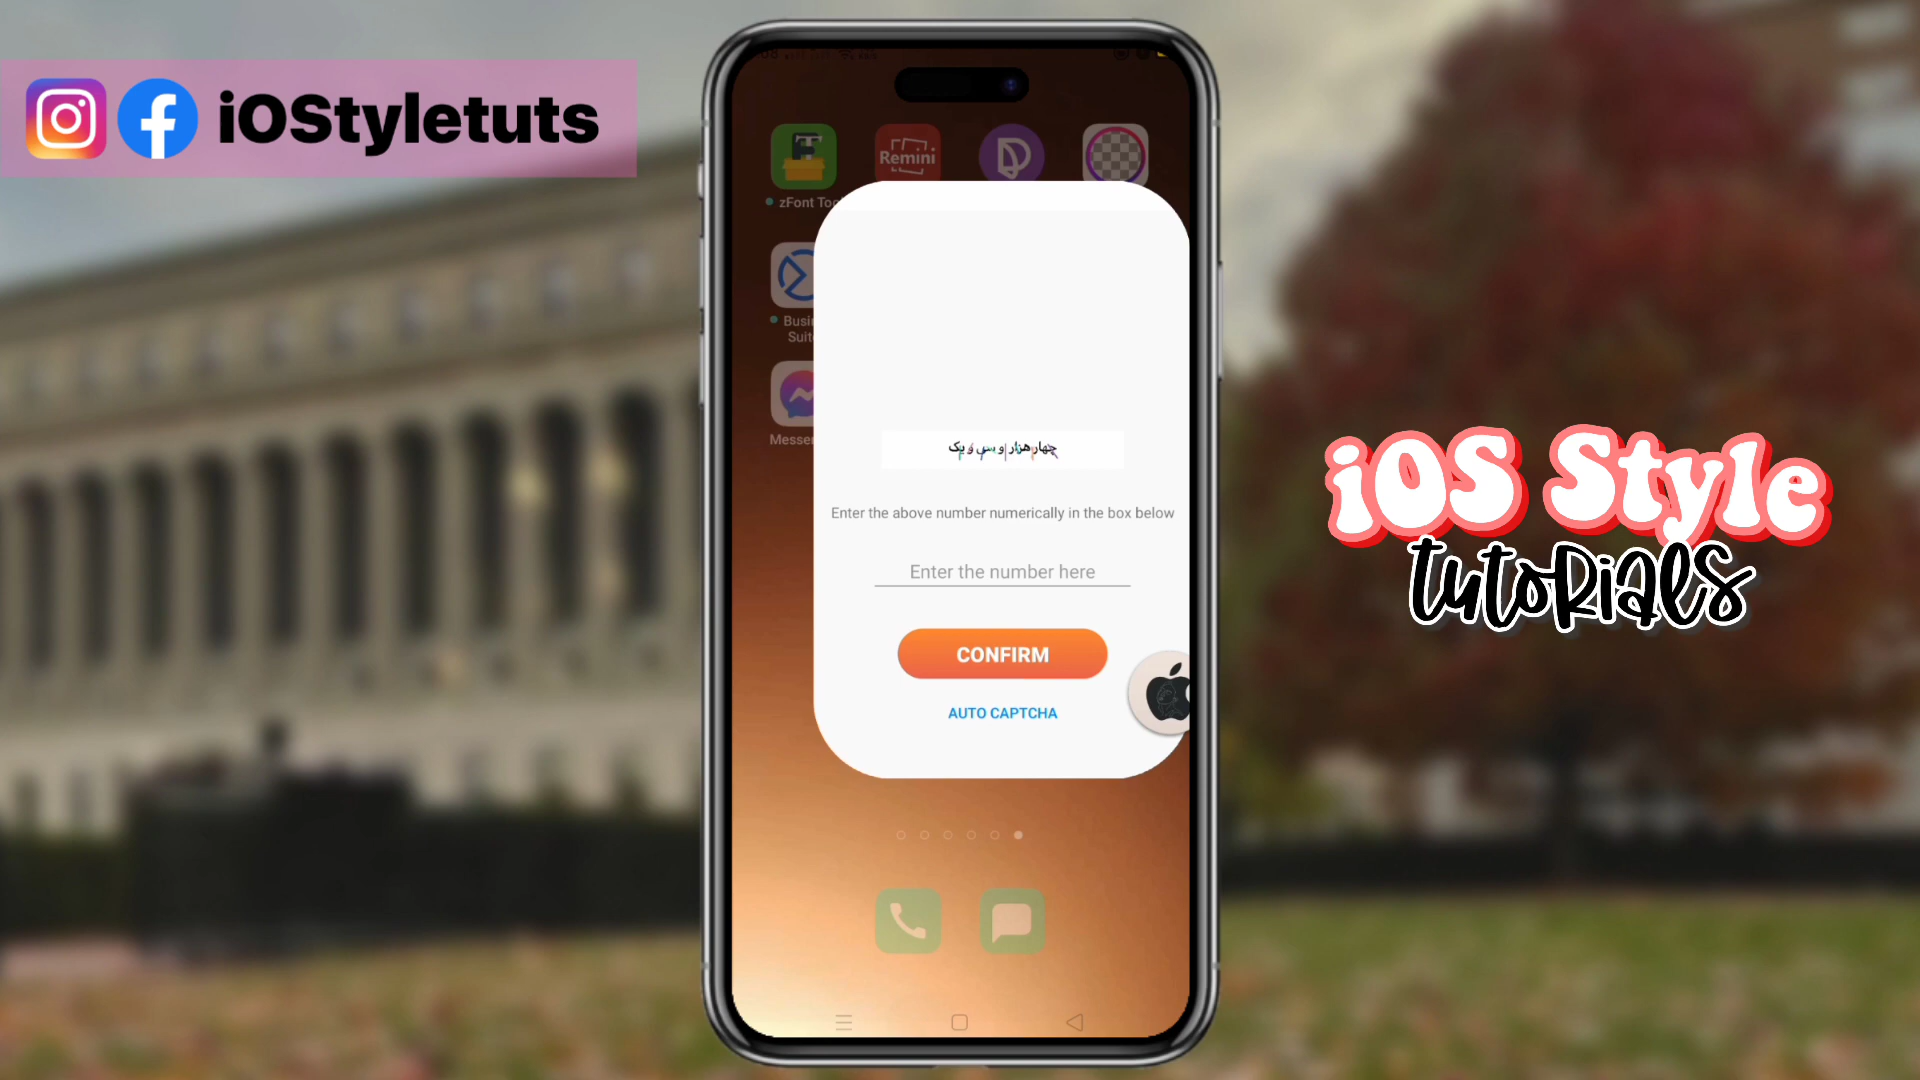 iOStyletuts
Remini
zFont Too
Busi
Suit
Messe
چهار هزار و سی و یک
Enter the above number numerically in the box below
Enter the number here
CONFIRM
AUTO CAPTCHA
iOS Style
tutorials